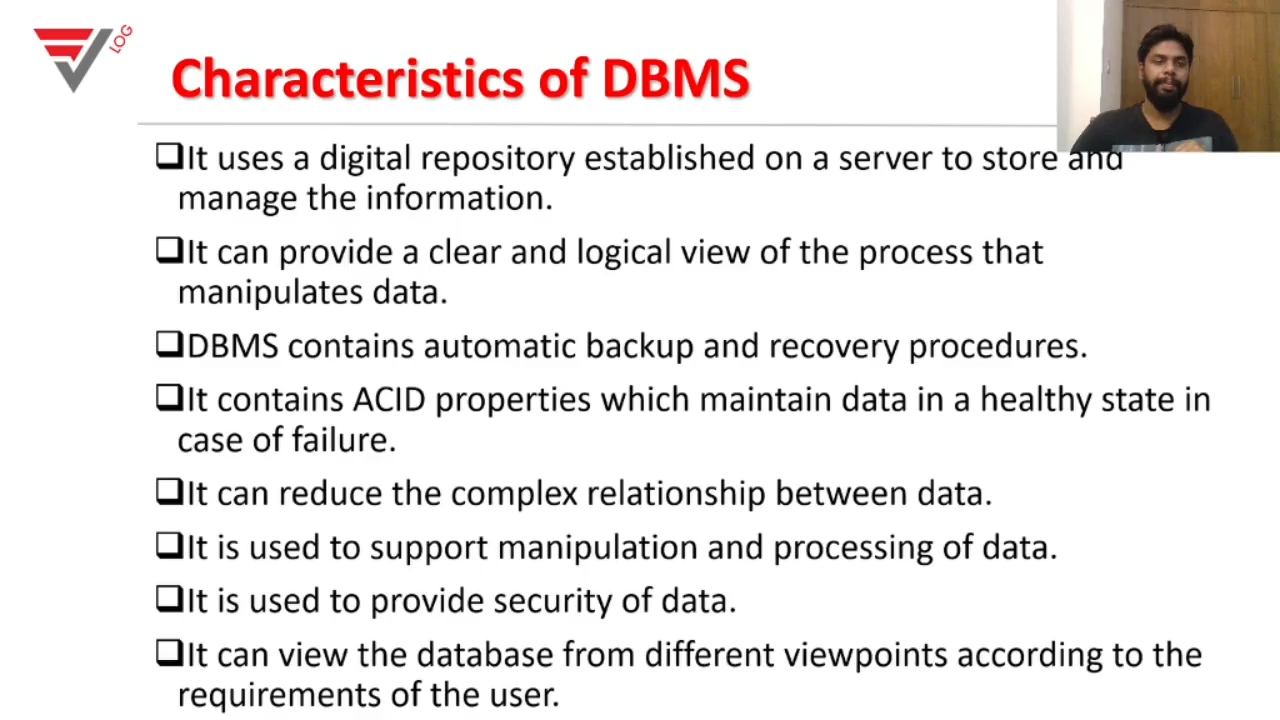 LOG
Characteristics of DBMS
❑It uses a digital repository established on a server to store and
manage the information.
❑It can provide a clear and logical view of the process that
manipulates data.
❑DBMS contains automatic backup and recovery procedures.
❑It contains ACID properties which maintain data in a healthy state in
case of failure.
❑It can reduce the complex relationship between data.
❑It is used to support manipulation and processing of data.
❑It is used to provide security of data.
❑It can view the database from different viewpoints according to the
requirements of the user.